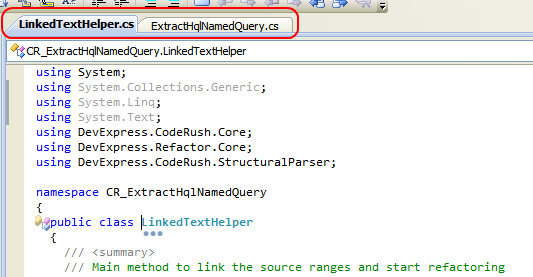 LinkedTextHelper.cs ExtractHqlNamedQuery.cs
CR_ExtractHqlNamedQuery.LinkedTextHelper
using System;
using System.Collections.Generic;
using System.Linq;
using System.Text;
using DevExpress.CodeRush.Core;
using DevExpress.Refactor.Core;
using DevExpress.CodeRush.StructuralParser;
namespace CR_ExtractHqlNamedQuery
{
public class LinkedTextHelper
{
/// <summary>
/// Main method to link the source ranges and start refactoring